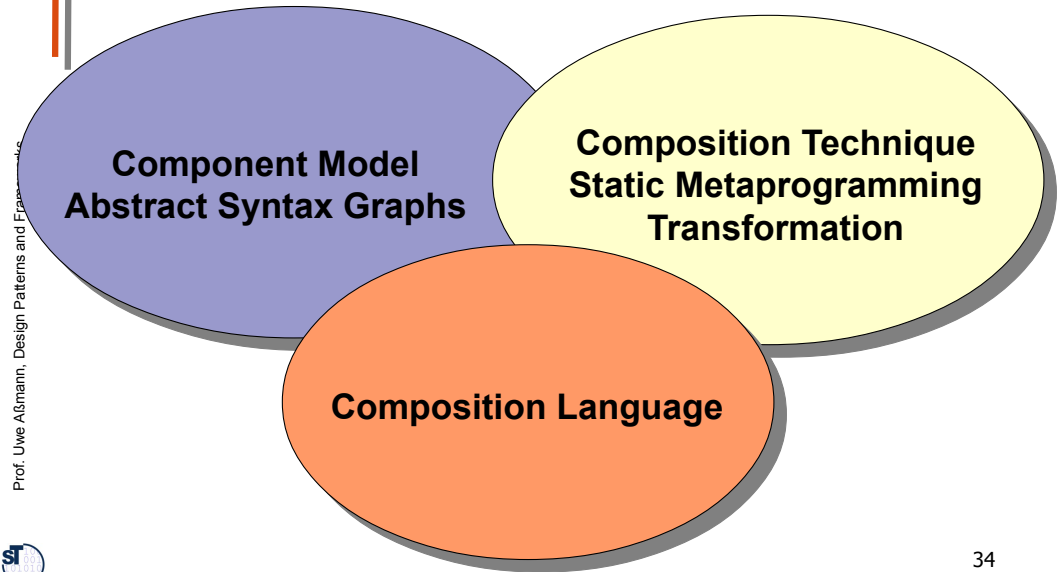 Component Model
Abstract Syntax Graphs
Composition Technique
Static Metaprogramming
Transformation
Composition Language
Prof. Uwe Aßmann, Design Patterns and
34